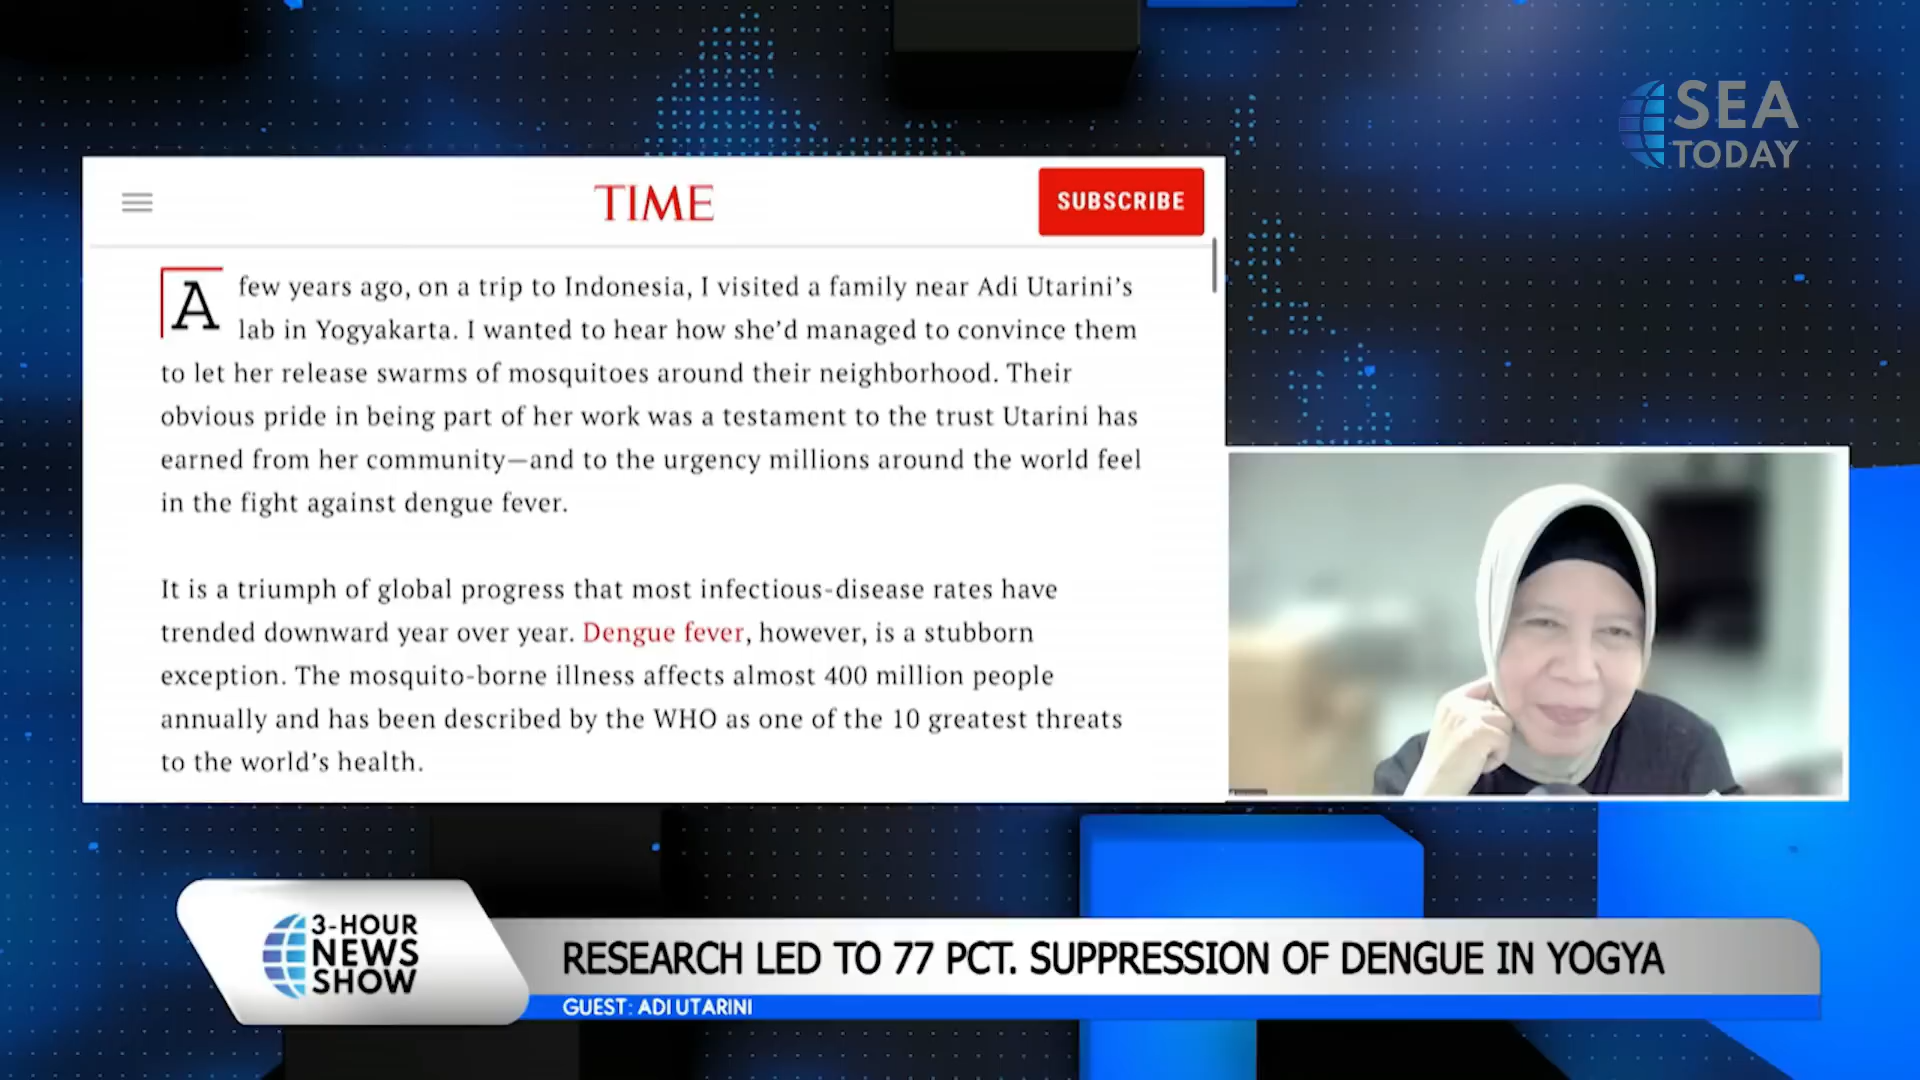 SEA
TODAY
TIME
SUBSCRIBE
A few years ago, on a trip to Indonesia, I visited a family near Adi Utarini’s
lab in Yogyakarta. I wanted to hear how she’d managed to convince them
to let her release swarms of mosquitoes around their neighborhood. Their
obvious pride in being part of her work was a testament to the trust Utarini has
earned from her community—and to the urgency millions around the world feel
in the fight against dengue fever.
It is a triumph of global progress that most infectious-disease rates have
trended downward year over year. Dengue fever, however, is a stubborn
exception. The mosquito-borne illness affects almost 400 million people
annually and has been described by the WHO as one of the 10 greatest threats
to the world’s health.
3-HOUR
NEWS
SHOW
RESEARCH LED TO 77 PCT. SUPPRESSION OF DENGUE IN YOGYA
GUEST: ADI UTARINI